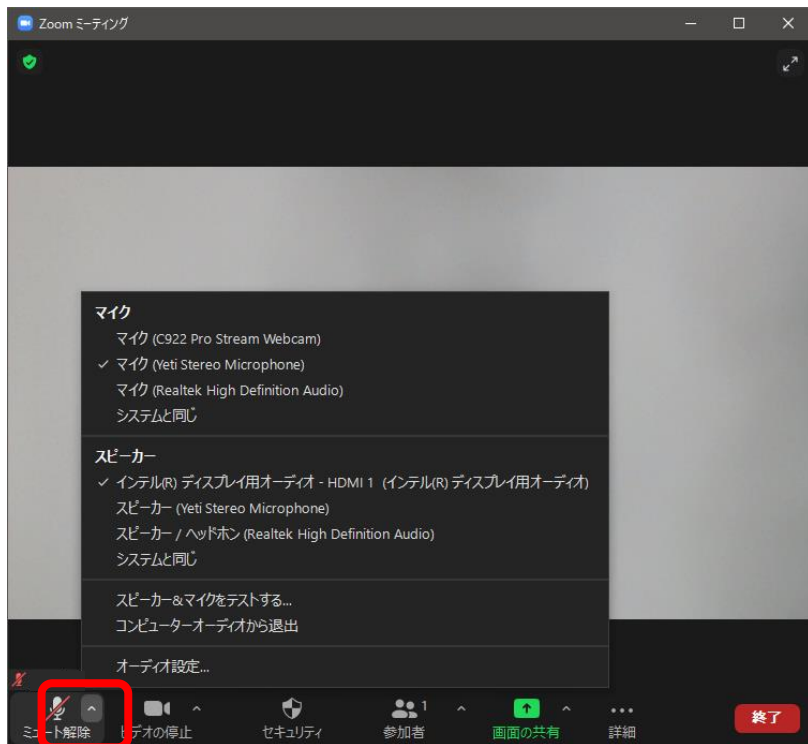 Zoom ミーティング
マイク
マイク (C922 Pro Stream Webcam)
✓ マイク (Yeti Stereo Microphone)
マイク (Realtek High Definition Audio)
システムと同じ
スピーカー
✓ インテル(R) ディスプレイ用オーディオ - HDMI 1 (インテル(R) ディスプレイ用オーディオ)
スピーカー (Yeti Stereo Microphone)
スピーカー / ヘッドホン (Realtek High Definition Audio)
システムと同じ
スピーカー&マイクをテストする...
コンピューターオーディオから退出
オーディオ設定...
1
ミュート解除 ビデオの停止 セキュリティ 参加者 画面の共有 詳細 終了